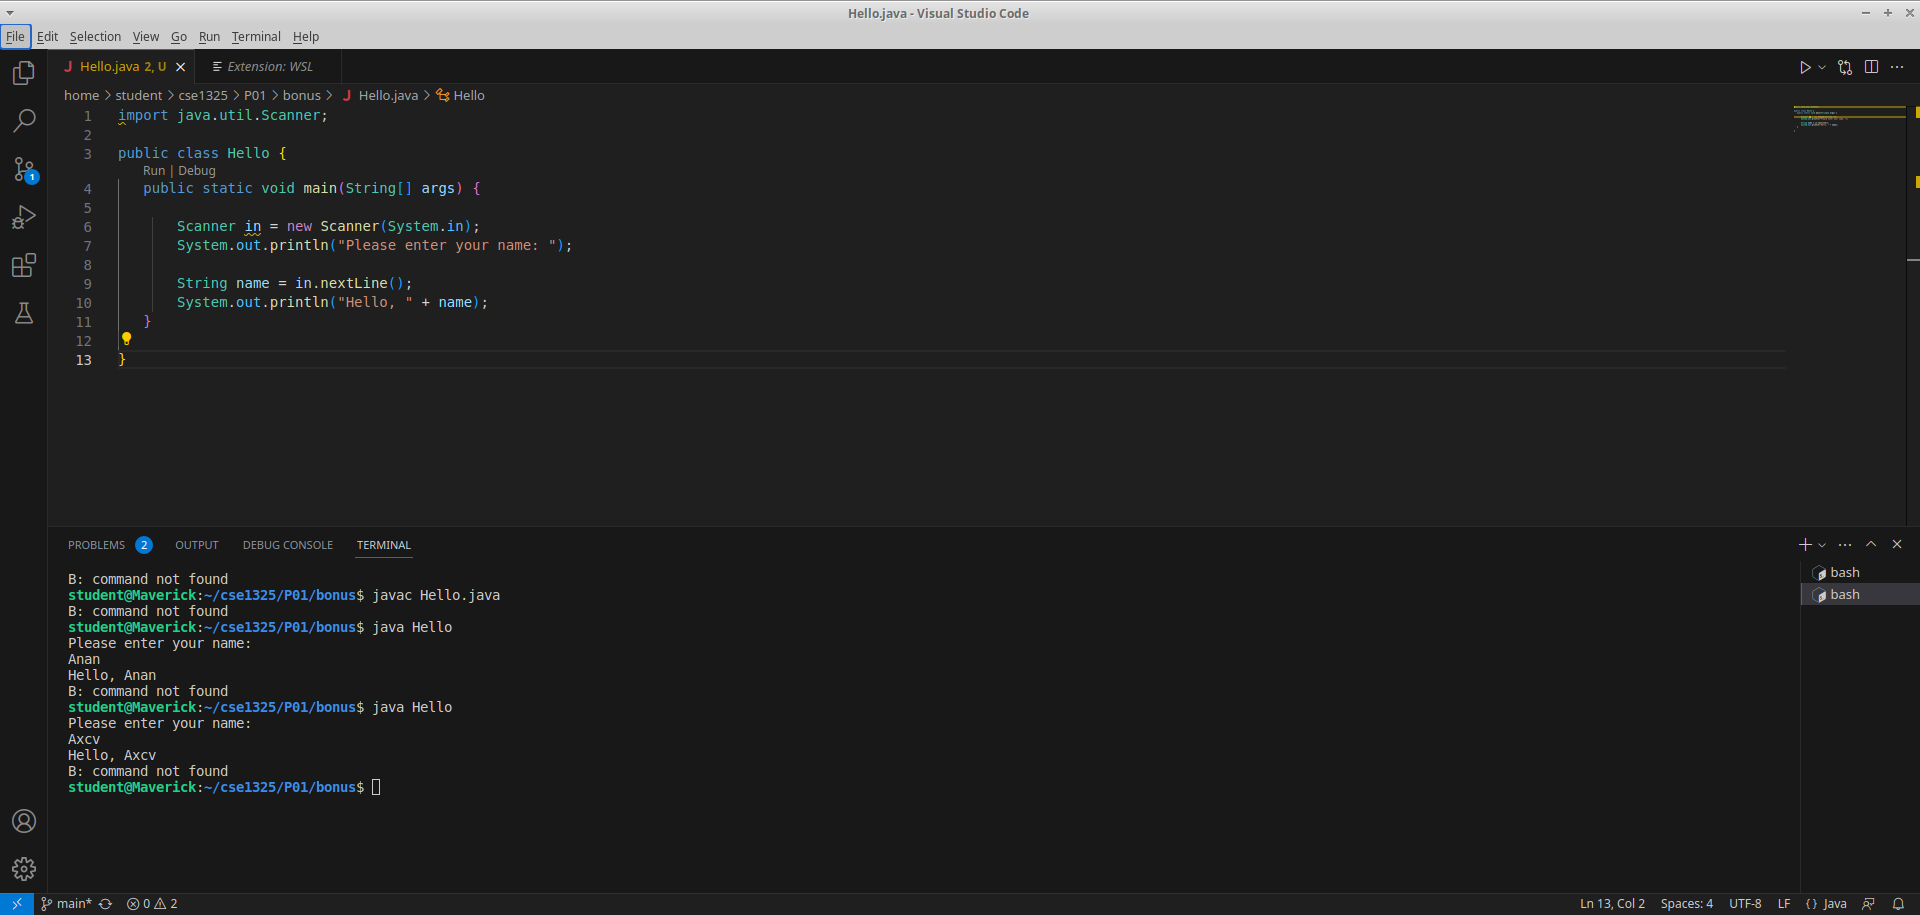 Hello.java - Visual Studio Code
File Edit Selection View Go Run Terminal Help
J Hello.java 2, U Extension: WSL
home > student > cse1325 > P01 > bonus > J Hello.java > Hello
1 import java.util.Scanner;
2
3 public class Hello {
Run | Debug
4 public static void main(String[] args) {
5
6 Scanner in = new Scanner(System.in);
7 System.out.println("Please enter your name: ");
8
9 String name = in.nextLine();
10 System.out.println("Hello, " + name);
11 }
12
13 }
1
PROBLEMS 2 OUTPUT DEBUG CONSOLE TERMINAL
B: command not found
student@Maverick:~/cse1325/P01/bonus$ javac Hello.java
B: command not found
student@Maverick:~/cse1325/P01/bonus$ java Hello
Please enter your name:
Anan
Hello, Anan
B: command not found
student@Maverick:~/cse1325/P01/bonus$ java Hello
Please enter your name:
Axcv
Hello, Axcv
B: command not found
student@Maverick:~/cse1325/P01/bonus$
bash
bash
main* 0 2 Ln 13, Col 2 Spaces: 4 UTF-8 LF {} Java